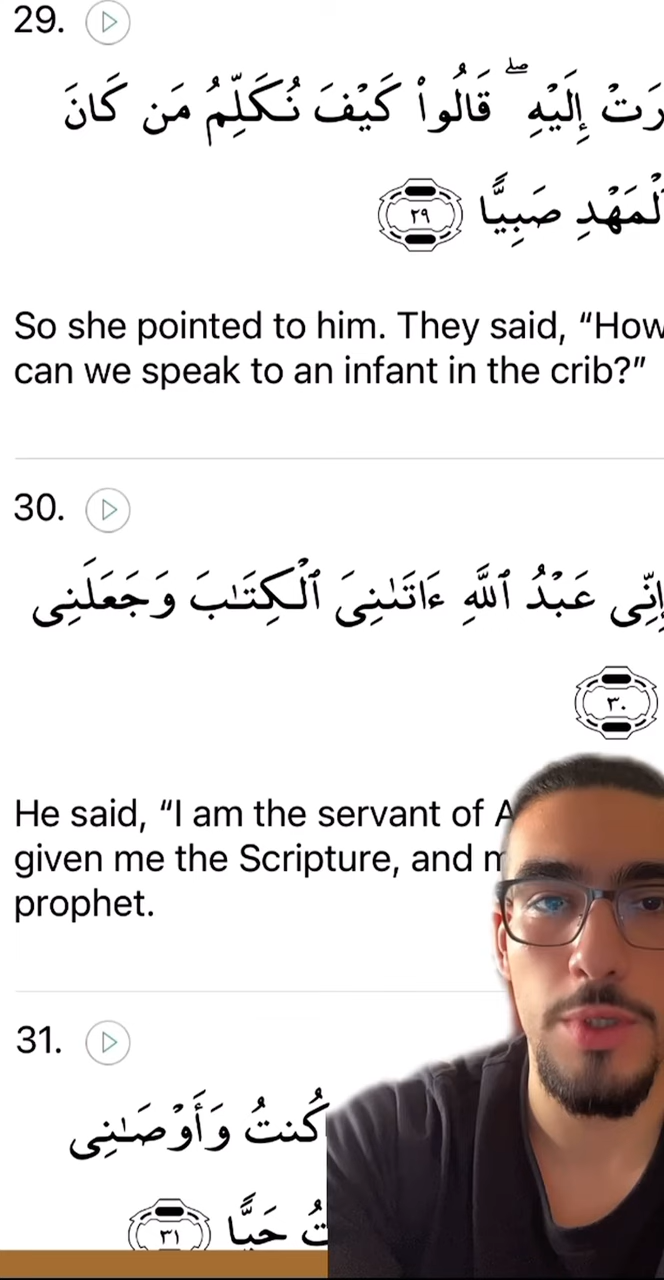 29.
رَتْ إِلَيْهِ ۖ قَالُوا۟ كَيْفَ نُكَلِّمُ مَن كَانَ
لْمَهْدِ صَبِيًّا ٢٩
So she pointed to him. They said, “How
can we speak to an infant in the crib?”
30.
إِنِّى عَبْدُ ٱللَّهِ ءَاتَىٰنِىَ ٱلْكِتَـٰبَ وَجَعَلَنِى
٣٠
He said, “I am the servant of A
given me the Scripture, and m
prophet.
31.
كُنتُ وَأَوْصَـٰنِى
تُ حَيًّا ٣١